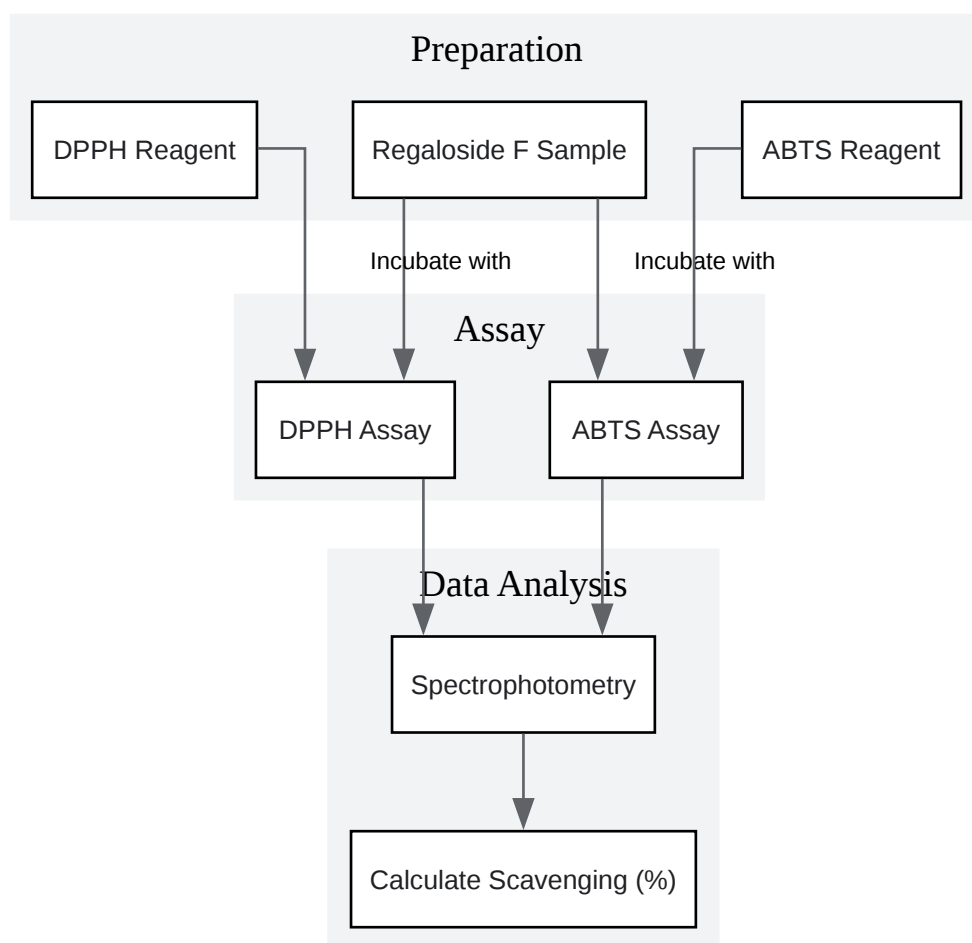 Preparation
DPPH Reagent
Regaloside F Sample
ABTS Reagent
Incubate with
Incubate with
Assay
DPPH Assay
ABTS Assay
Data Analysis
Spectrophotometry
Calculate Scavenging (%)